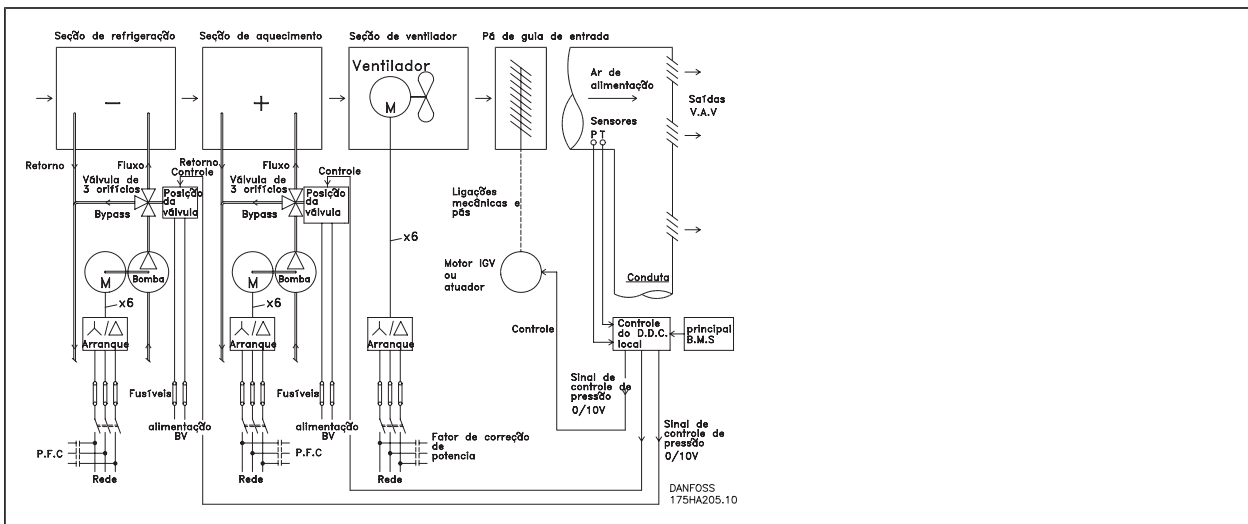 Seção de refrigeração
Seção de aquecimento
Seção de ventilador
Pá de guia de entrada
Ventilador
M
Ar de
alimentação
Saídas
V.A.V
Sensores
P T
Retorno
Fluxo
Retorno
Controle
Fluxo
Controle
Válvula de
3 orifícios
Posição
da
válvula
Bypass
Válvula de
3 orifícios
Posição
da
válvula
Bypass
Ligações
mecânicas e
pás
x6
M
Bomba
M
Bomba
Motor IGV
ou
atuador
Conduta
x6
x6
Arranque
Arranque
Arranque
Controle
Controle
do D.D.C.
local
principal
B.M.S
Fusíveis
Fusíveis
Sinal de
controle de
pressão
0/10V
alimentação
BV
alimentação
BV
Fator de correção
de
potencia
Sinal de
controle de
pressão
0/10V
P.F.C
P.F.C
Rede
Rede
Rede
DANFOSS
175HA205.10